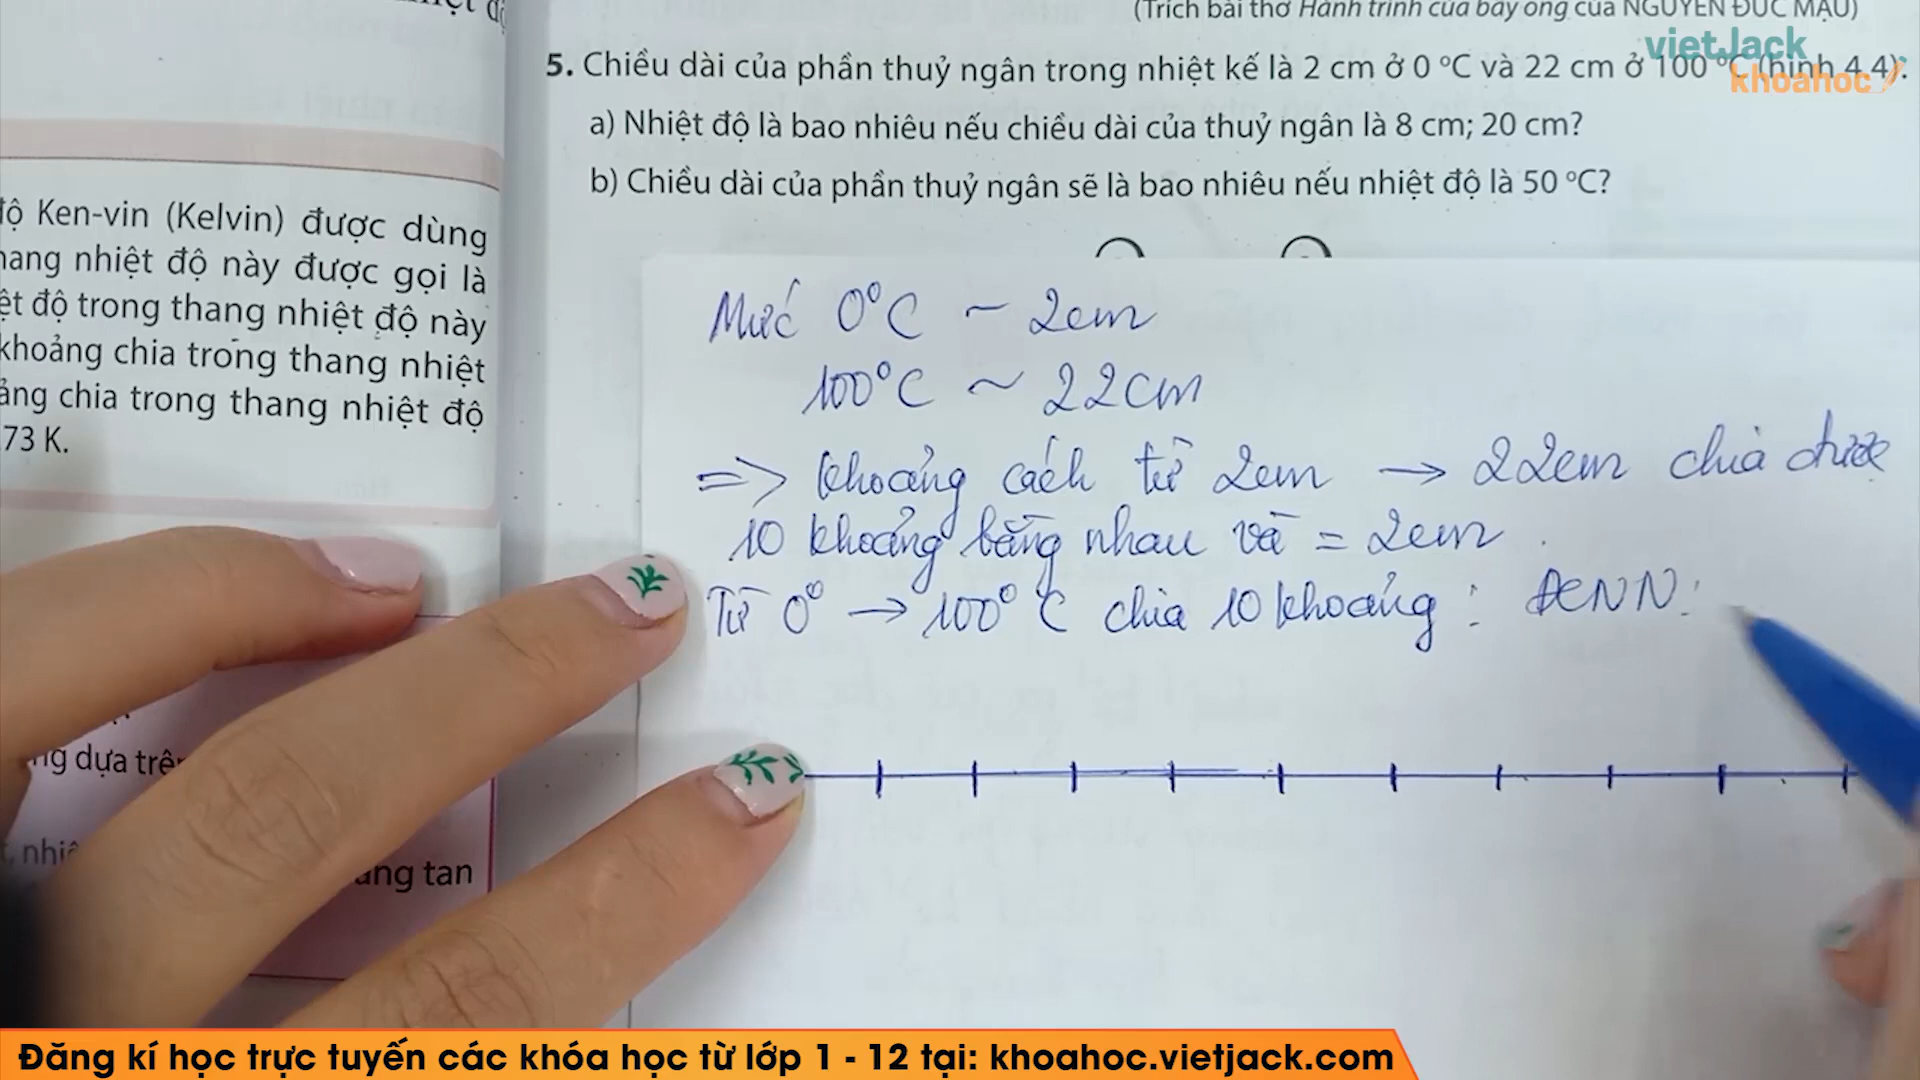 (Trích bài thơ Hành trình của bầy ong của NGUYỄN ĐỨC MẬU)
vietJack
khoahoc
5. Chiều dài của phần thuỷ ngân trong nhiệt kế là 2 cm ở 0 °C và 22 cm ở 100 °C (hình 4.4):
a) Nhiệt độ là bao nhiêu nếu chiều dài của thuỷ ngân là 8 cm; 20 cm?
b) Chiều dài của phần thuỷ ngân sẽ là bao nhiêu nếu nhiệt độ là 50 °C?
độ Ken-vin (Kelvin) được dùng
thang nhiệt độ này được gọi là
ệt độ trong thang nhiệt độ này
khoảng chia trong thang nhiệt
ảng chia trong thang nhiệt độ
73 K.
ng dựa trê
, nhiê
ang tan
Mức 0°C ~ 2cm
100°C ~ 22cm
=> khoảng cách từ 2cm → 22cm chia được
10 khoảng bằng nhau và = 2cm
Từ 0° → 100°C chia 10 khoảng : ĐCNN:
Đăng kí học trực tuyến các khóa học từ lớp 1 - 12 tại: khoahoc.vietjack.com